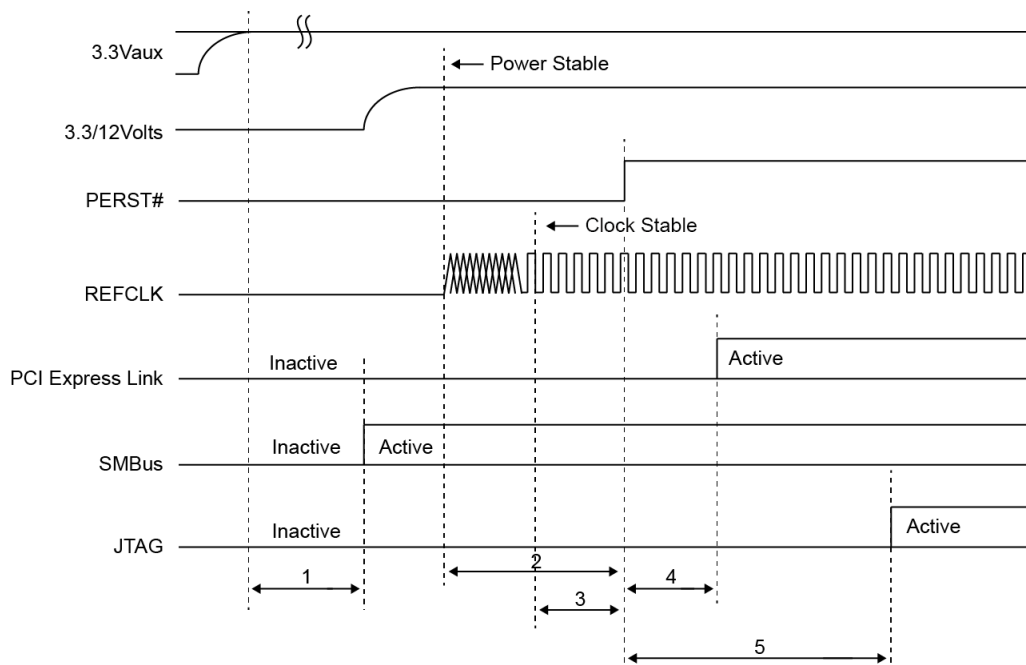 3.3Vaux
← Power Stable
3.3/12Volts
PERST#
← Clock Stable
REFCLK
PCI Express Link
Inactive
Active
SMBus
Inactive
Active
JTAG
Inactive
Active
1
2
3
4
5